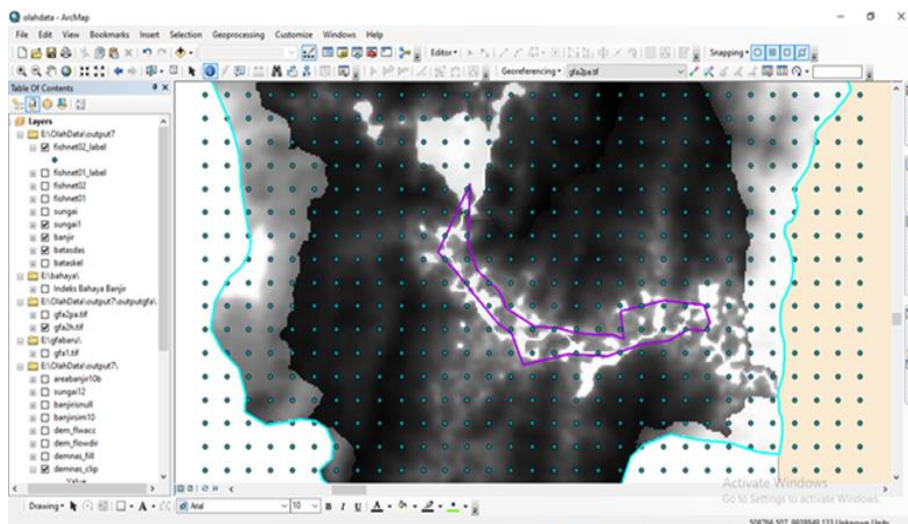 olahdata - ArcMap
File Edit View Bookmarks Insert Selection Geoprocessing Customize Windows Help
Editor
Snapping
Georeferencing gfa2pa.tif
Table Of Contents
Layers
E:\OlahData\output7
fishnet02_label
fishnet01_label
fishnet02
fishnet01
sungai
sungai1
banjir
batasdas
bataskel
E:\bahaya\
Indeks Bahaya Banjir
E:\OlahData\output7\outputgfa\
gfa2pa.tif
gfa2h.tif
E:\gfabaru\
gfa1.tif
E:\OlahData\output7\
areabanjir10b
sungai12
banjirisnull
banjirsim10
dem_flwacc
dem_flowdir
demnas_fill
demnas_clip
Value
Activate Windows
Go to Settings to activate Windows.
Drawing
Arial
10
B I U A
Unknown Units